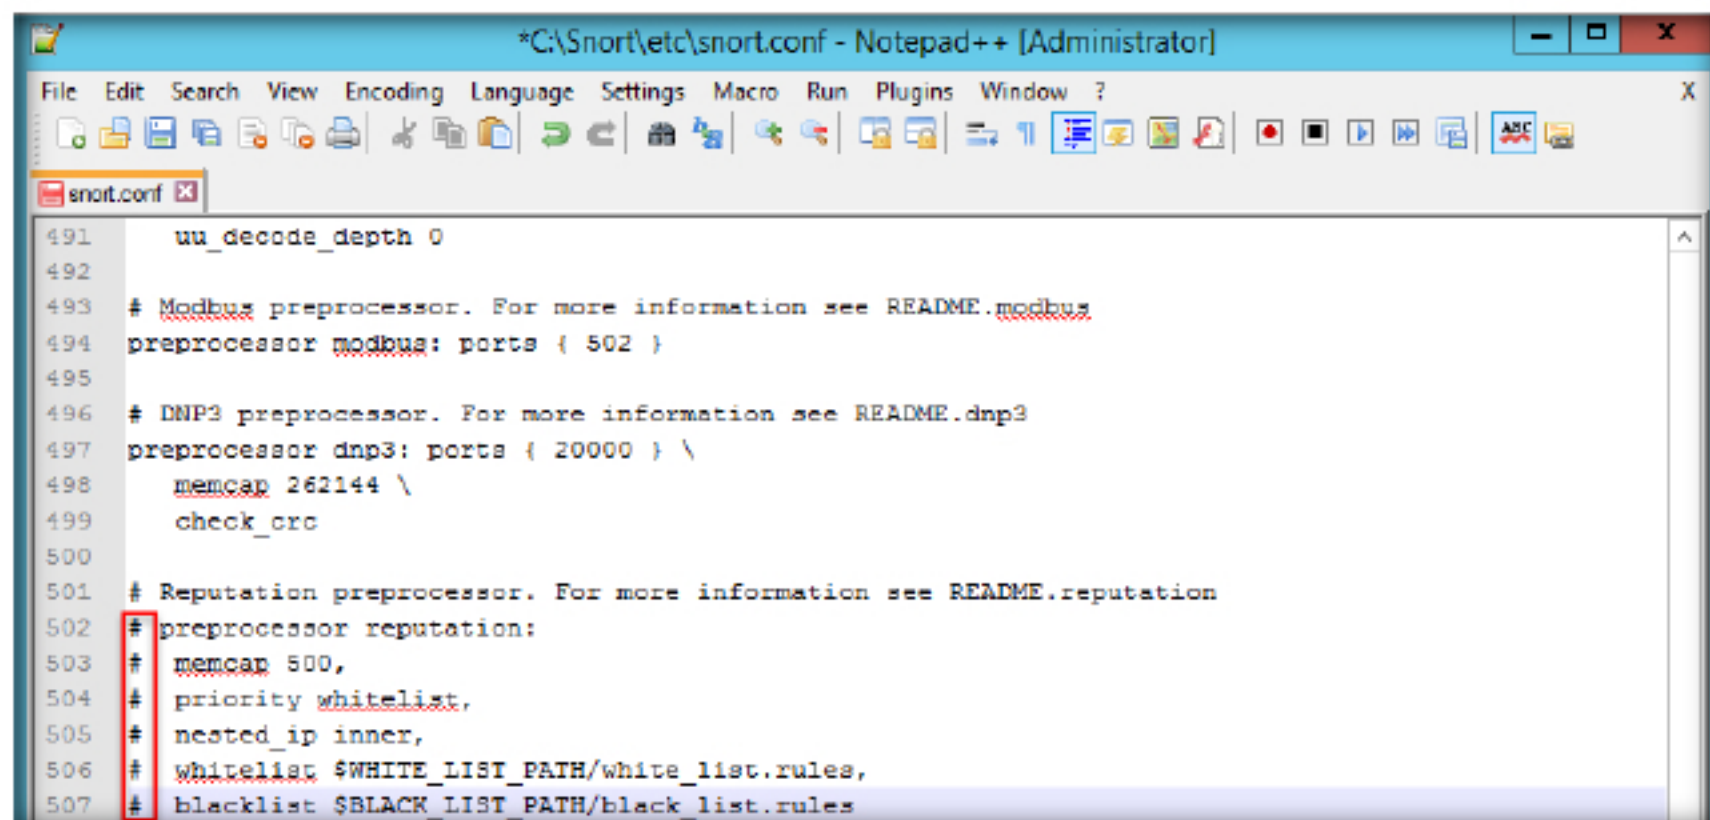 *C:\Snort\etc\snort.conf - Notepad++ [Administrator]
File Edit Search View Encoding Language Settings Macro Run Plugins Window ? X
ABC
snort.conf
491 uu_decode_depth 0
492
493 # Modbus preprocessor. For more information see README.modbus
494 preprocessor modbus: ports { 502 }
495
496 # DNP3 preprocessor. For more information see README.dnp3
497 preprocessor dnp3: ports { 20000 } \
498 memcap 262144 \
499 check_crc
500
501 # Reputation preprocessor. For more information see README.reputation
502 # preprocessor reputation:
503 # memcap 500,
504 # priority whitelist,
505 # nested_ip inner,
506 # whitelist $WHITE_LIST_PATH/white_list.rules,
507 # blacklist $BLACK_LIST_PATH/black_list.rules